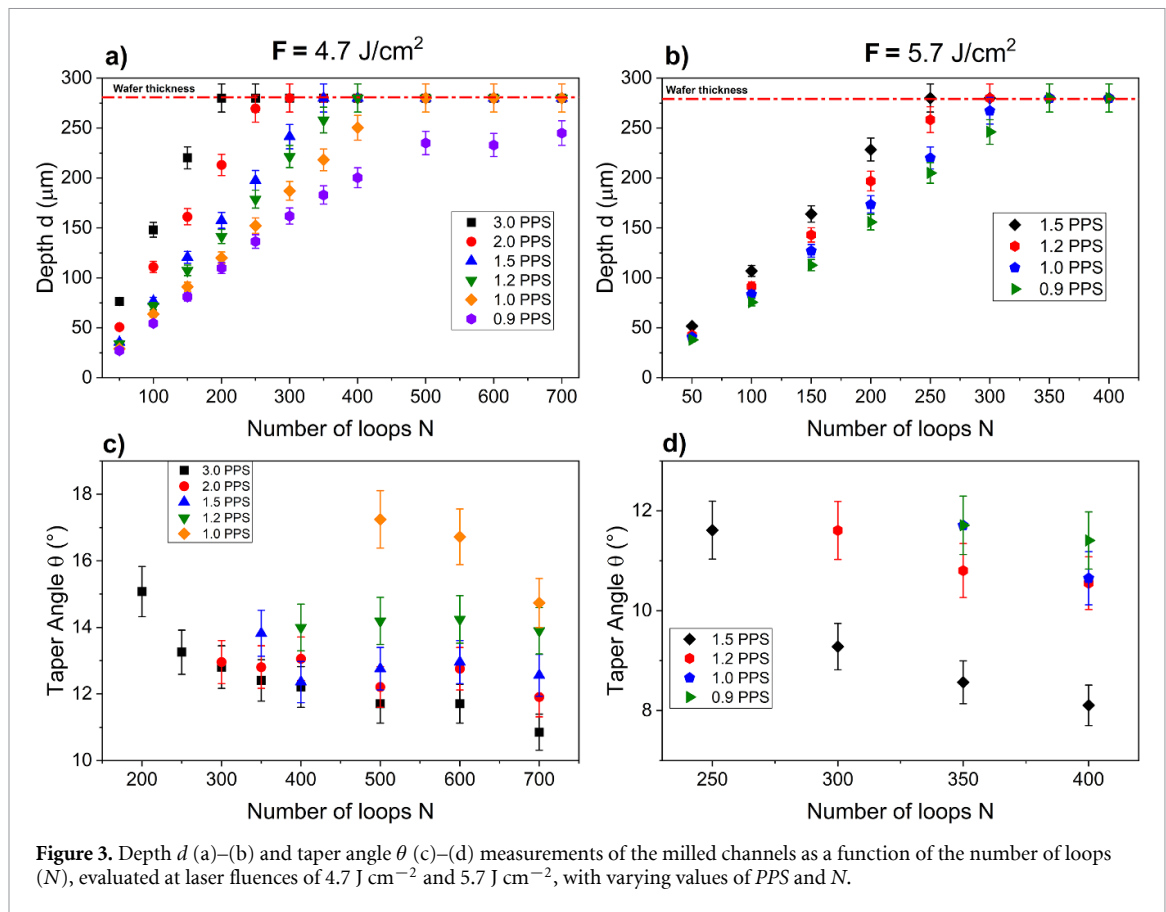 F = 4.7 J/cm²
F = 5.7 J/cm²
a)
Wafer thickness
300
250
200
150
100
50
0
Depth d (μm)
3.0 PPS
2.0 PPS
1.5 PPS
1.2 PPS
1.0 PPS
0.9 PPS
100 200 300 400 500 600 700
Number of loops N
b)
Wafer thickness
300
250
200
150
100
50
0
Depth d (μm)
1.5 PPS
1.2 PPS
1.0 PPS
0.9 PPS
50 100 150 200 250 300 350 400
Number of loops N
c)
18
16
14
12
10
Taper Angle θ (°)
3.0 PPS
2.0 PPS
1.5 PPS
1.2 PPS
1.0 PPS
200 300 400 500 600 700
Number of loops N
d)
12
10
8
Taper Angle θ (°)
1.5 PPS
1.2 PPS
1.0 PPS
0.9 PPS
250 300 350 400
Number of loops N
Figure 3. Depth d (a)–(b) and taper angle θ (c)–(d) measurements of the milled channels as a function of the number of loops
(N), evaluated at laser fluences of 4.7 J cm⁻² and 5.7 J cm⁻², with varying values of PPS and N.